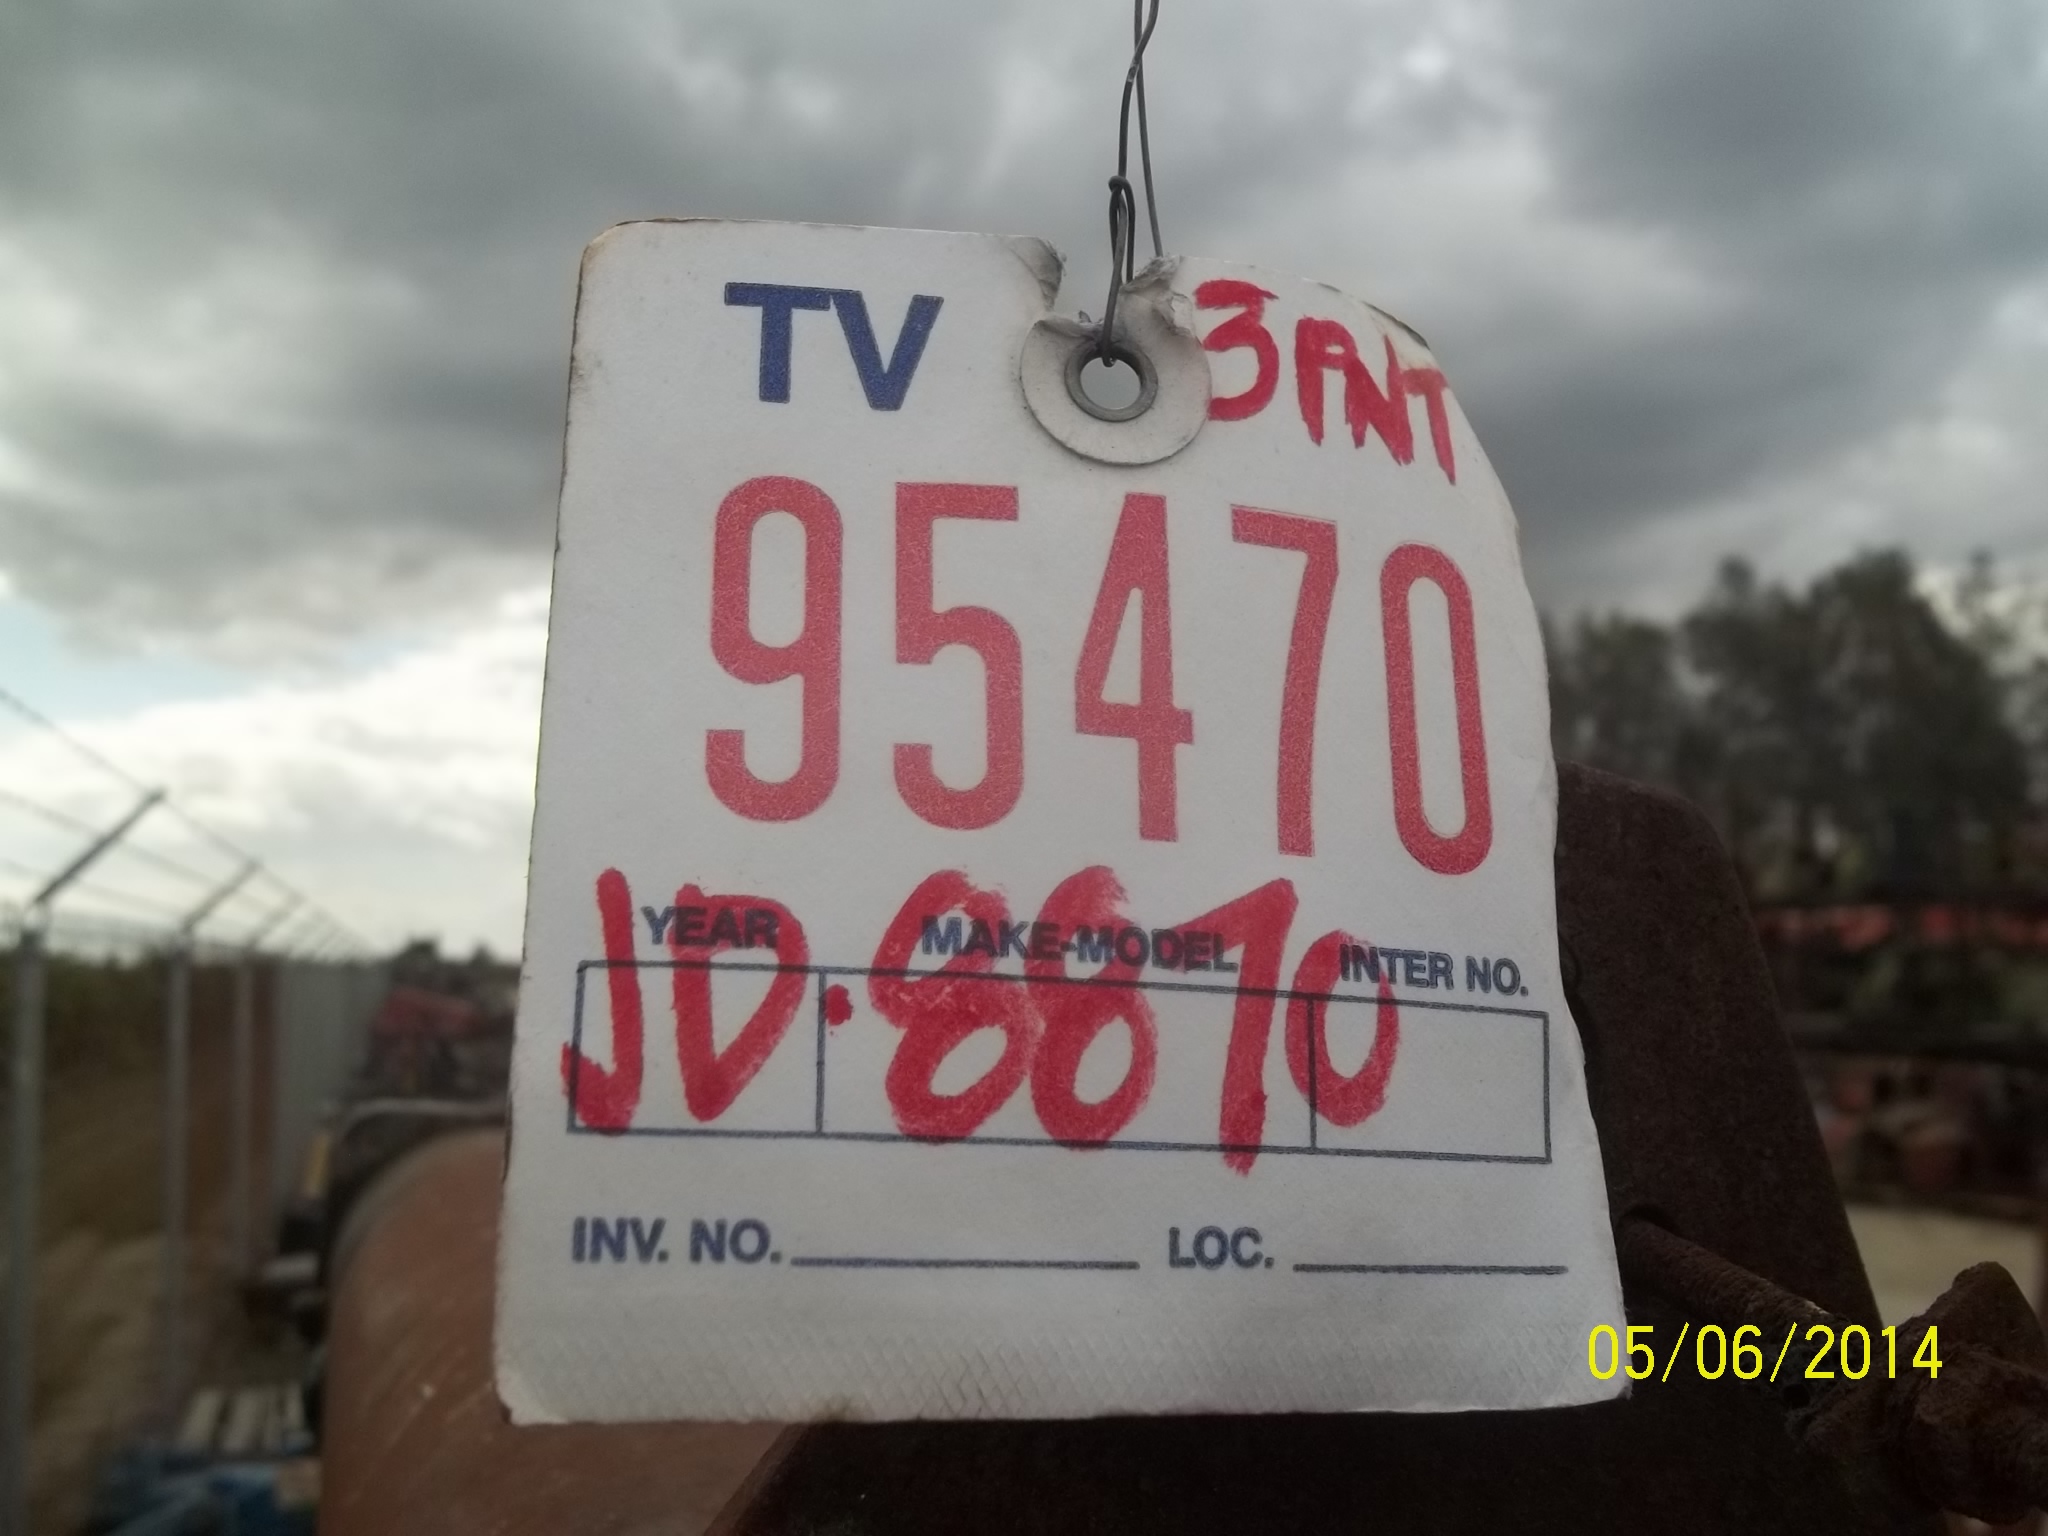 TV 3PNT
95470
JD.8870
YEAR MAKE-MODEL INTER NO.
INV. NO. LOC.
05/06/2014